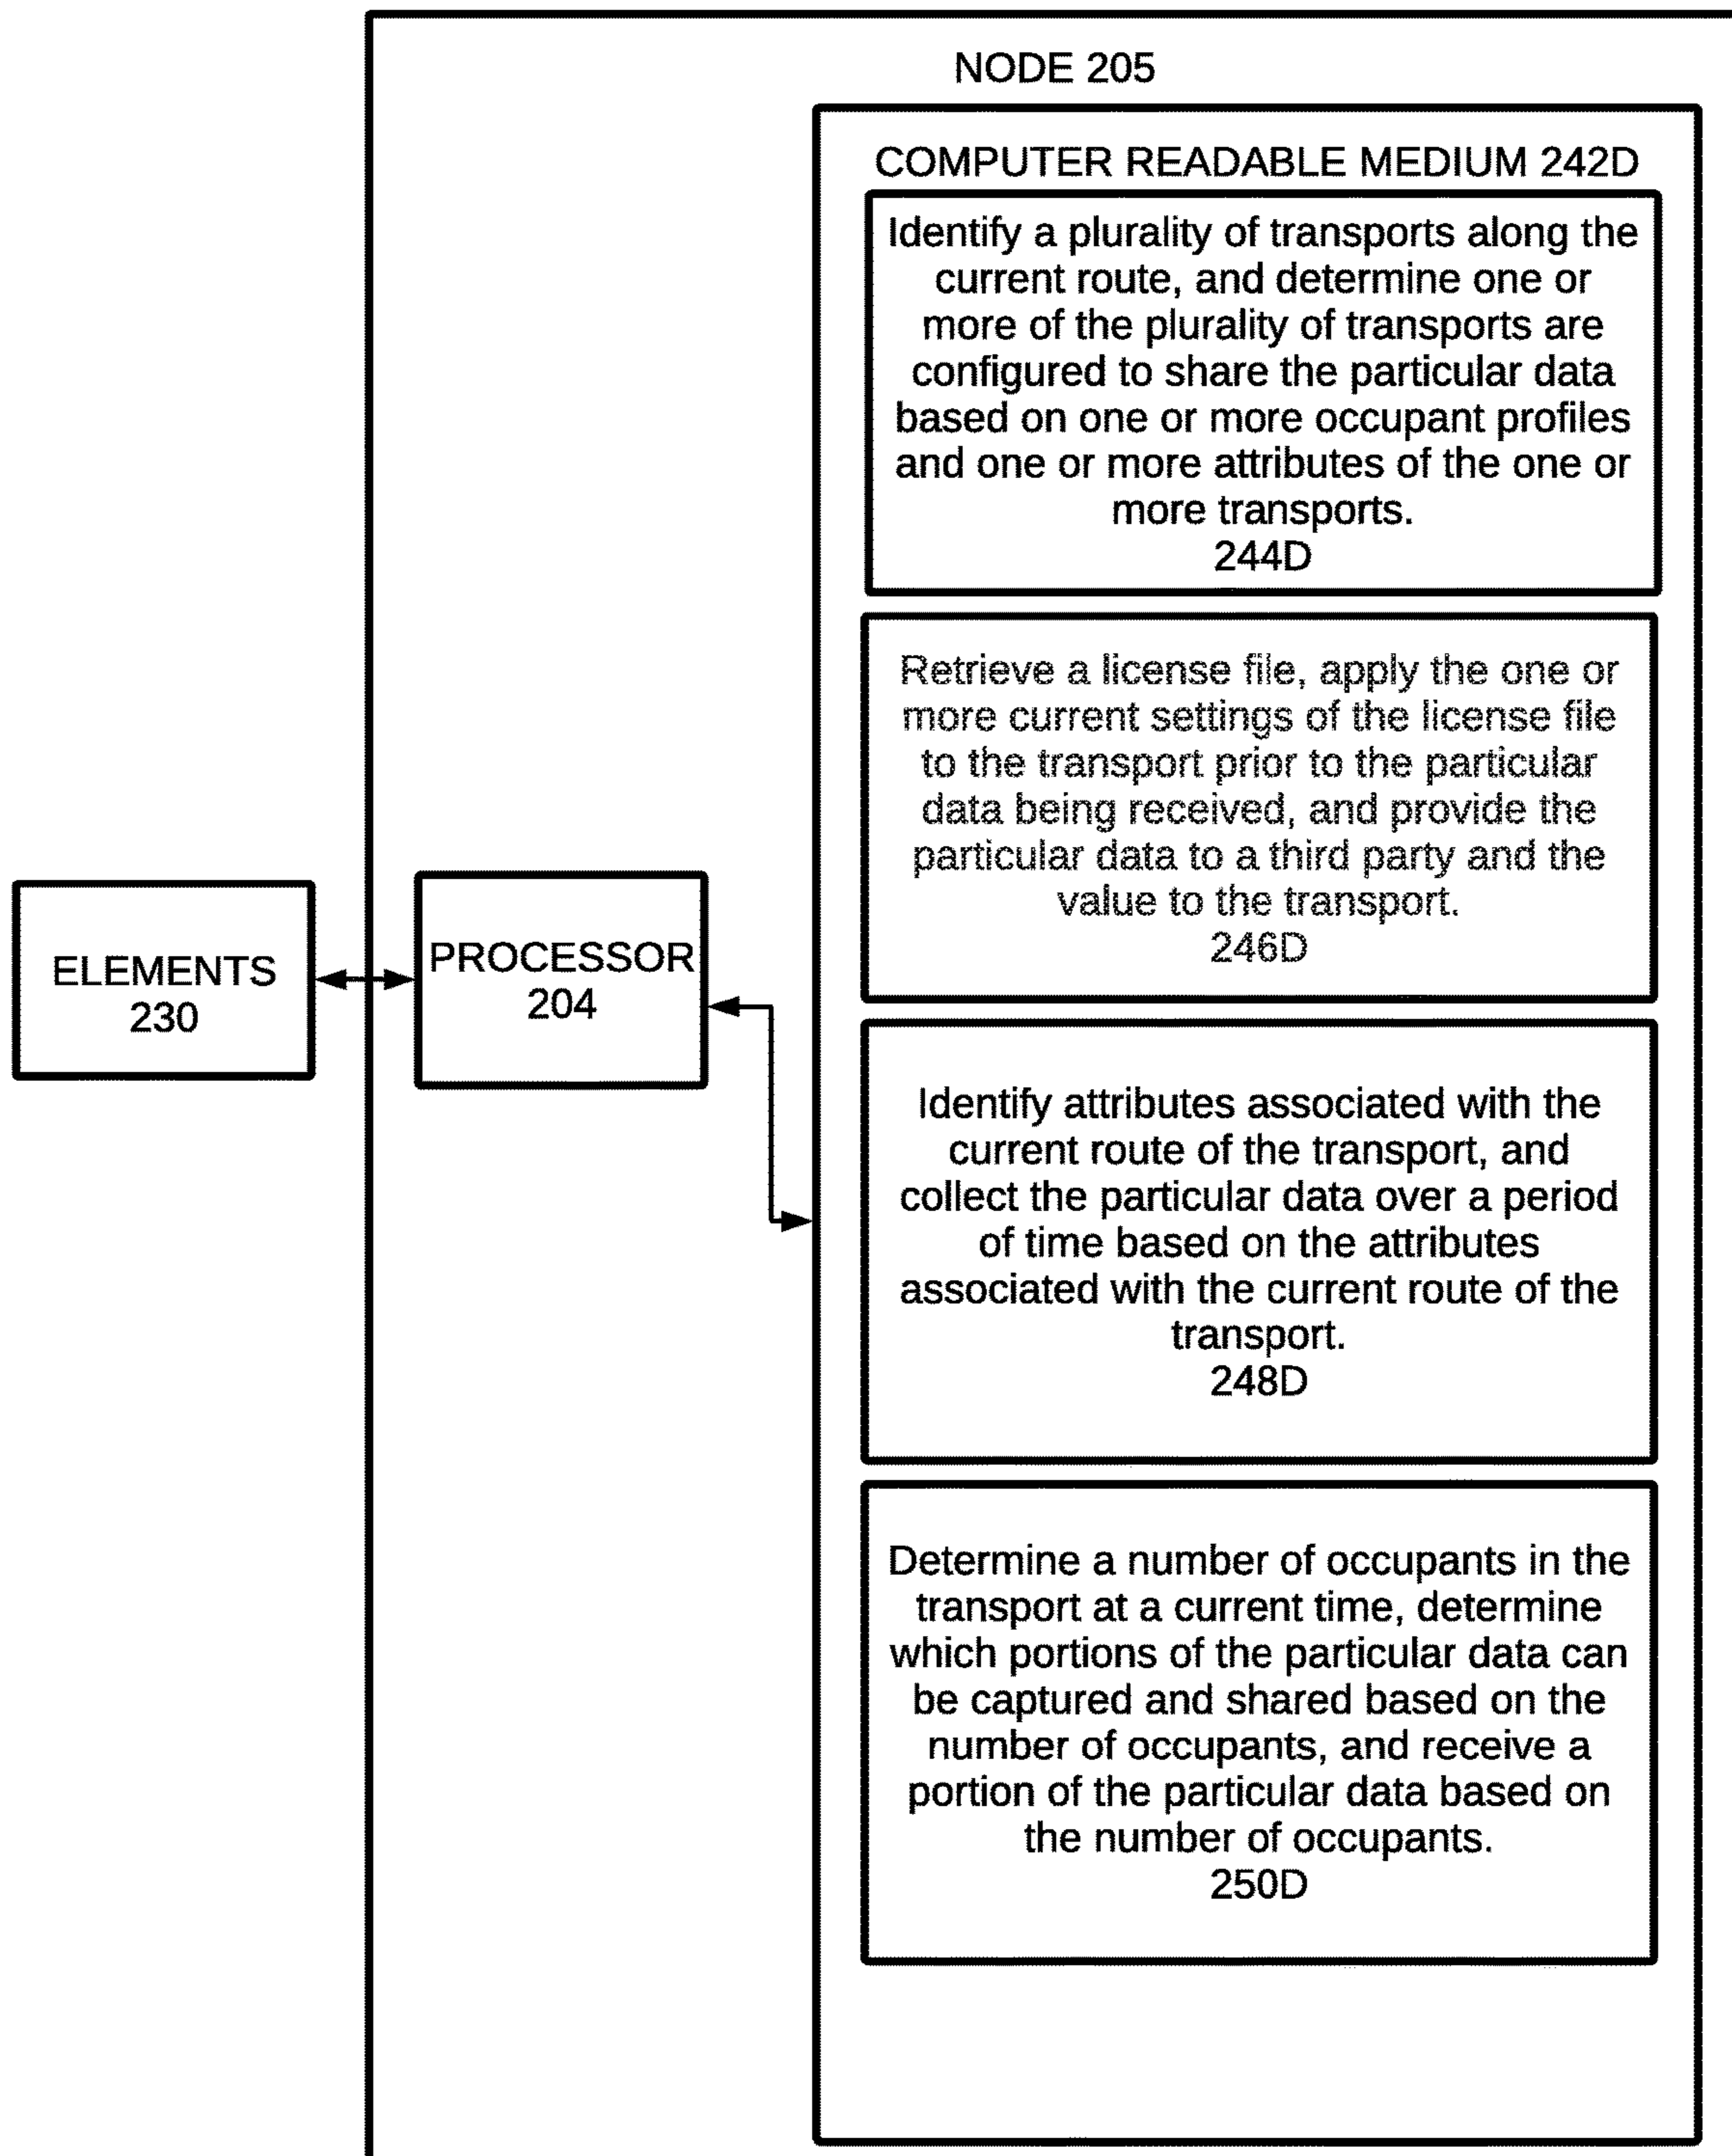 NODE 205
COMPUTER READABLE MEDIUM 242D
Identify a plurality of transports along the
current route, and determine one or
more of the plurality of transports are
configured to share the particular data
based on one or more occupant profiles
and one or more attributes of the one or
more transports.
244D
Retrieve a license file, apply the one or
more current settings of the license file
to the transport prior to the particular
data being received, and provide the
particular data to a third party and the
value to the transport.
246D
ELEMENTS
230
PROCESSOR
204
Identify attributes associated with the
current route of the transport, and
collect the particular data over a period
of time based on the attributes
associated with the current route of the
transport.
248D
Determine a number of occupants in the
transport at a current time, determine
which portions of the particular data can
be captured and shared based on the
number of occupants, and receive a
portion of the particular data based on
the number of occupants.
250D